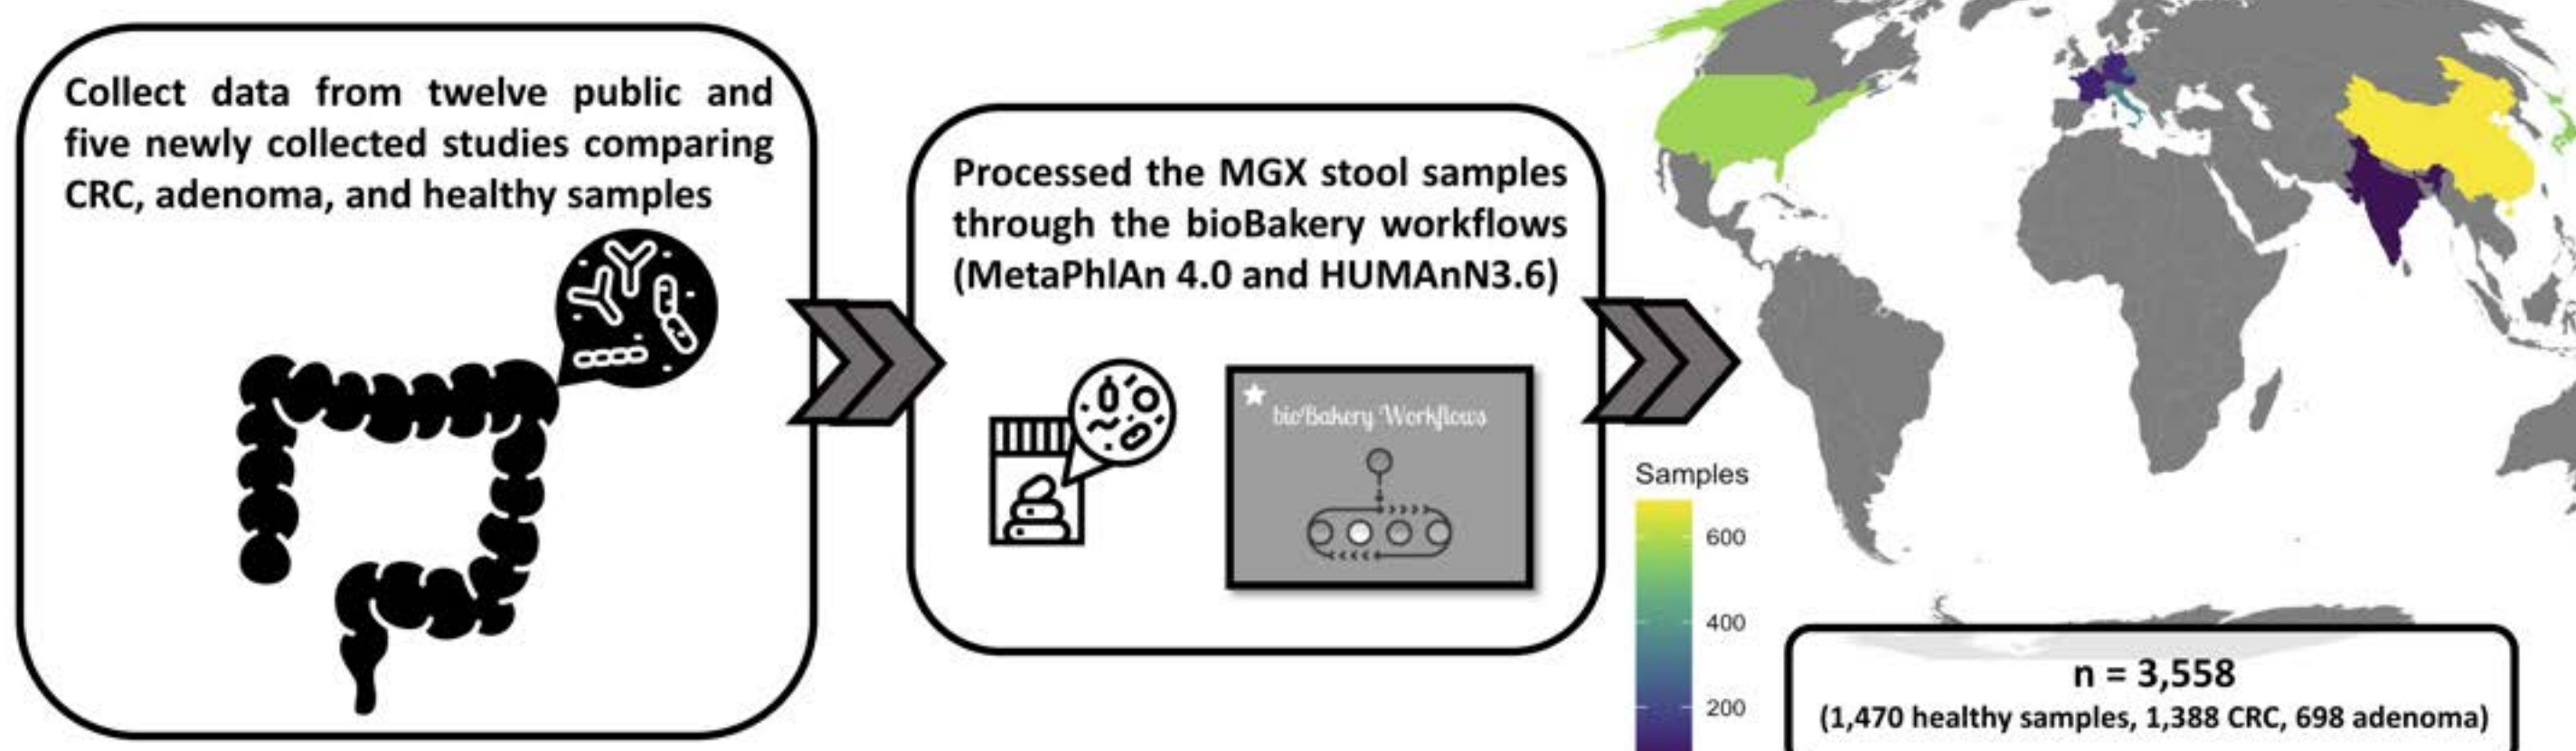 Collect data from twelve public and
five newly collected studies comparing
CRC, adenoma, and healthy samples
Processed the MGX stool samples
through the bioBakery workflows
(MetaPhlAn 4.0 and HUMAnN3.6)
bioBakery Workflows
Samples
600
400
200
n = 3,558
(1,470 healthy samples, 1,388 CRC, 698 adenoma)